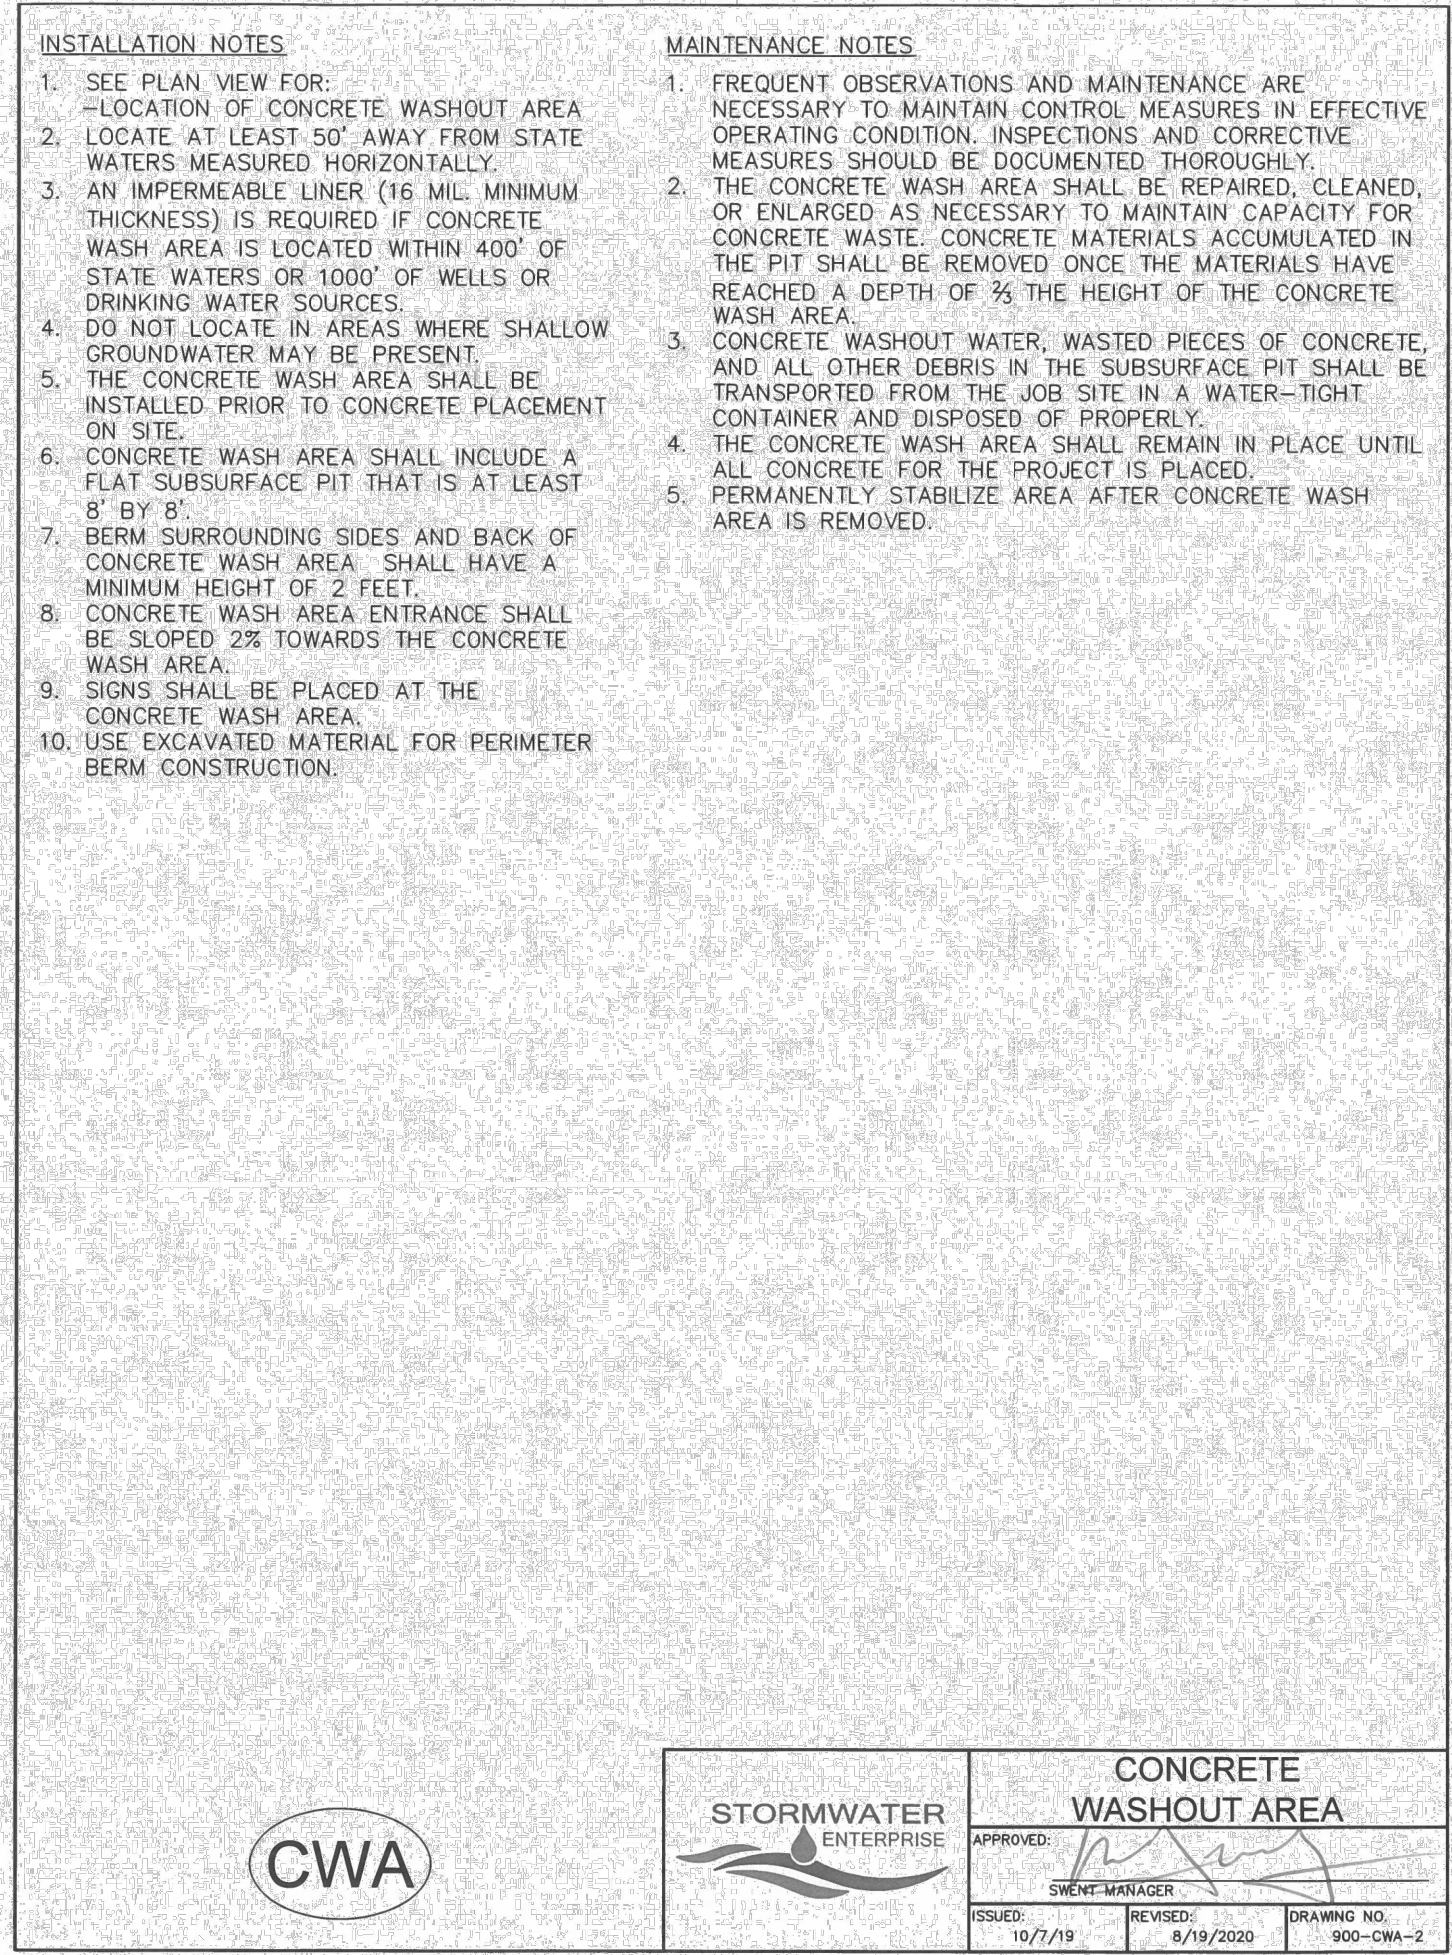 INSTALLATION NOTES
1. SEE PLAN VIEW FOR:
-LOCATION OF CONCRETE WASHOUT AREA
2. LOCATE AT LEAST 50' AWAY FROM STATE
WATERS MEASURED HORIZONTALLY.
3. AN IMPERMEABLE LINER (16 MIL. MINIMUM
THICKNESS) IS REQUIRED IF CONCRETE
WASH AREA IS LOCATED WITHIN 400' OF
STATE WATERS OR 1000' OF WELLS OR
DRINKING WATER SOURCES.
4. DO NOT LOCATE IN AREAS WHERE SHALLOW
GROUNDWATER MAY BE PRESENT.
5. THE CONCRETE WASH AREA SHALL BE
INSTALLED PRIOR TO CONCRETE PLACEMENT
ON SITE.
6. CONCRETE WASH AREA SHALL INCLUDE A
FLAT SUBSURFACE PIT THAT IS AT LEAST
8' BY 8'.
7. BERM SURROUNDING SIDES AND BACK OF
CONCRETE WASH AREA SHALL HAVE A
MINIMUM HEIGHT OF 2 FEET.
8. CONCRETE WASH AREA ENTRANCE SHALL
BE SLOPED 2% TOWARDS THE CONCRETE
WASH AREA.
9. SIGNS SHALL BE PLACED AT THE
CONCRETE WASH AREA.
10. USE EXCAVATED MATERIAL FOR PERIMETER
BERM CONSTRUCTION.
MAINTENANCE NOTES
1. FREQUENT OBSERVATIONS AND MAINTENANCE ARE
NECESSARY TO MAINTAIN CONTROL MEASURES IN EFFECTIVE
OPERATING CONDITION. INSPECTIONS AND CORRECTIVE
MEASURES SHOULD BE DOCUMENTED THOROUGHLY.
2. THE CONCRETE WASH AREA SHALL BE REPAIRED, CLEANED,
OR ENLARGED AS NECESSARY TO MAINTAIN CAPACITY FOR
CONCRETE WASTE. CONCRETE MATERIALS ACCUMULATED IN
THE PIT SHALL BE REMOVED ONCE THE MATERIALS HAVE
REACHED A DEPTH OF ⅔ THE HEIGHT OF THE CONCRETE
WASH AREA.
3. CONCRETE WASHOUT WATER, WASTED PIECES OF CONCRETE,
AND ALL OTHER DEBRIS IN THE SUBSURFACE PIT SHALL BE
TRANSPORTED FROM THE JOB SITE IN A WATER-TIGHT
CONTAINER AND DISPOSED OF PROPERLY.
4. THE CONCRETE WASH AREA SHALL REMAIN IN PLACE UNTIL
ALL CONCRETE FOR THE PROJECT IS PLACED.
5. PERMANENTLY STABILIZE AREA AFTER CONCRETE WASH
AREA IS REMOVED.
CWA
STORMWATER
ENTERPRISE
CONCRETE
WASHOUT AREA
APPROVED:
SWENT MANAGER
ISSUED:
10/7/19
REVISED:
8/19/2020
DRAWING NO.
900-CWA-2